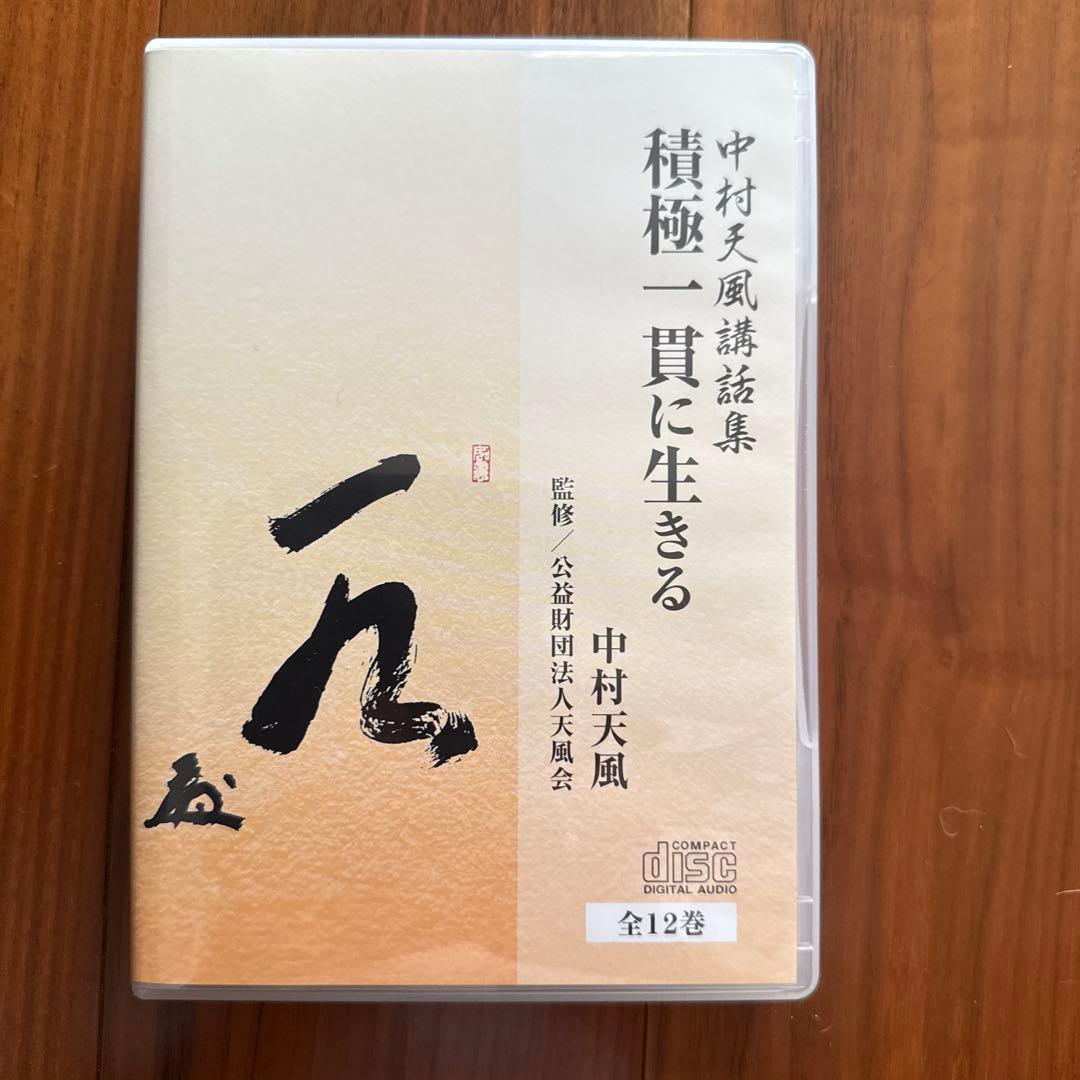 中村天風講話集
積極一貫に生きる
中村天風
監修／公益財団法人天風会
COMPACT
disc
DIGITAL AUDIO
全12巻